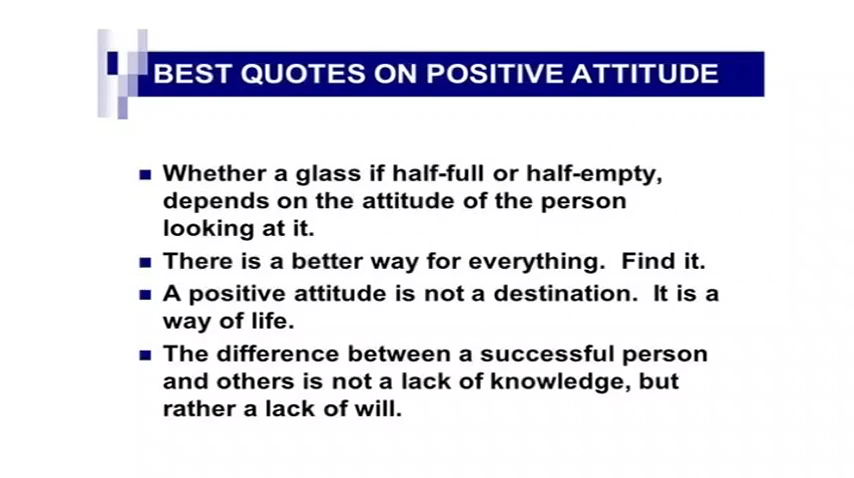 BEST QUOTES ON POSITIVE ATTITUDE
Whether a glass if half-full or half-empty,
depends on the attitude of the person
looking at it.
There is a better way for everything. Find it.
A positive attitude is not a destination. It is a
way of life.
The difference between a successful person
and others is not a lack of knowledge, but
rather a lack of will.